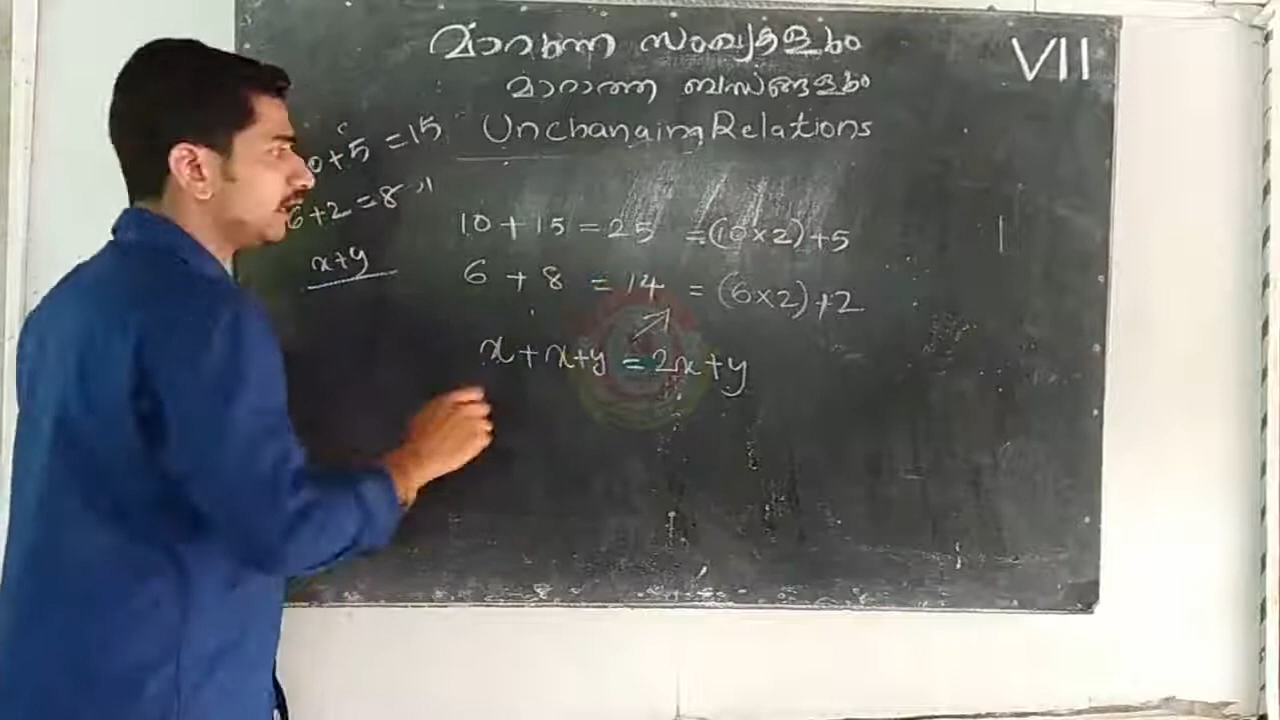 മാറുന്ന സംഖ്യകളും
മാറാത്ത ബന്ധങ്ങളും
VII
Unchanging Relations
0+5=15
6+2=8
x+y
10+15=25 =(10×2)+5
6+8=14 =(6×2)+2
x+x+y=2x+y